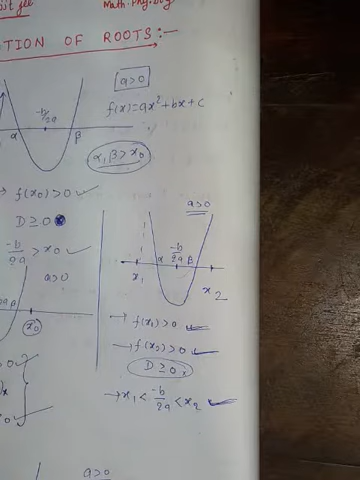 Math.Phy.by
TION OF ROOTS:-
a>0
-b/2a
f(x)=ax²+bx+c
α β
α,β>x₀
→ f(x₀)>0 ✓
D≥0
-b/2a > x₀ ✓
a>0
β
x₀
a>0
-b/2a
α β
x₁ x₂
→ f(x₁)>0
→ f(x₂)>0
D≥0
→ x₁ < -b/2a < x₂
a>0